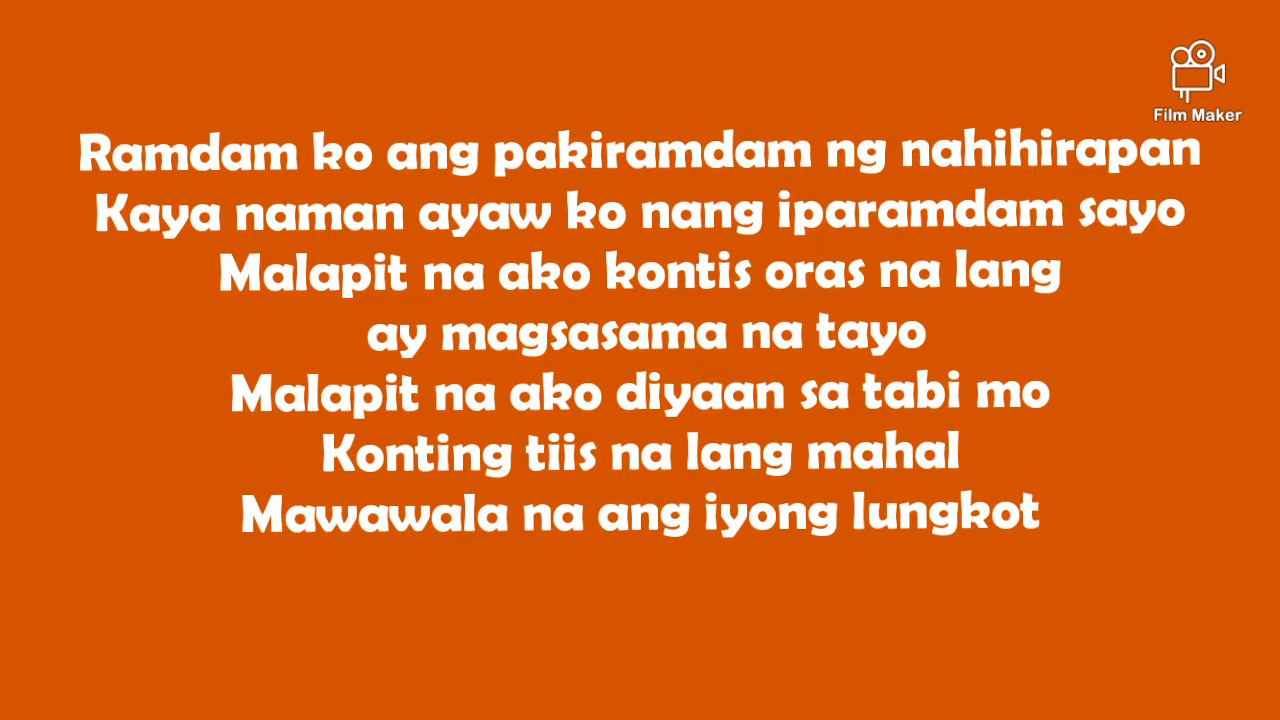 Film Maker
Ramdam ko ang pakiramdam ng nahihirapan
Kaya naman ayaw ko nang iparamdam sayo
Malapit na ako kontis oras na lang
ay magsasama na tayo
Malapit na ako diyaan sa tabi mo
Konting tiis na lang mahal
Mawawala na ang iyong lungkot